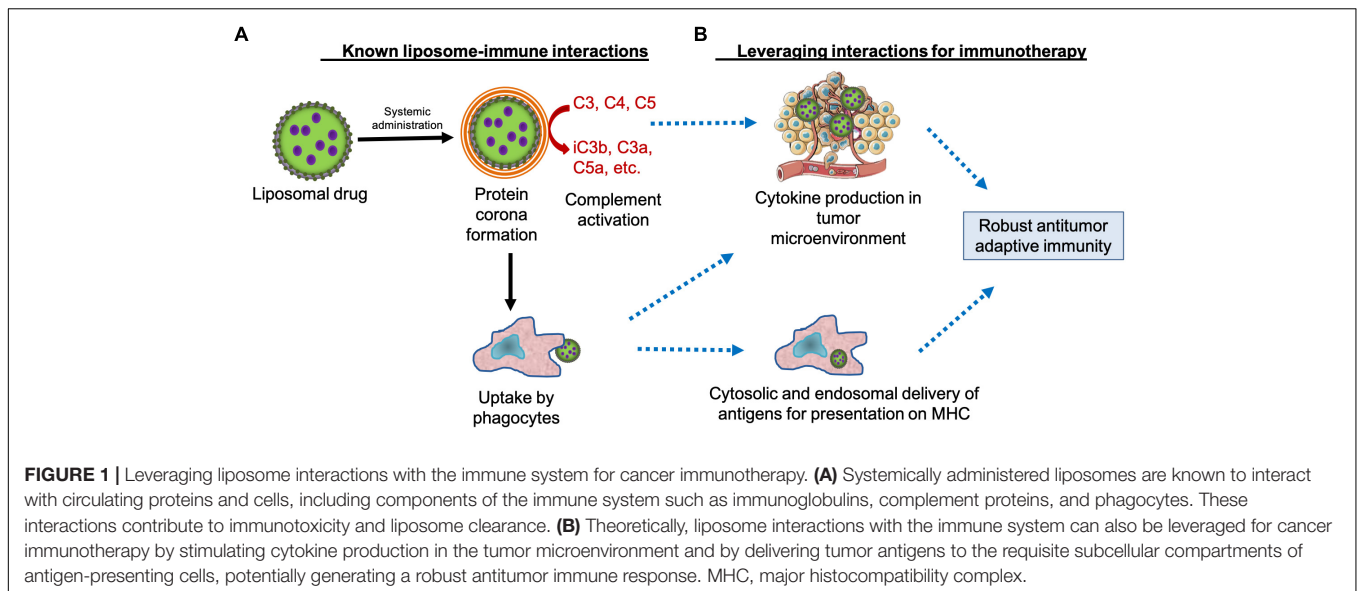 A
Known liposome-immune interactions
B
Leveraging interactions for immunotherapy
Systemic
administration
C3, C4, C5
iC3b, C3a,
C5a, etc.
Liposomal drug
Protein
corona
formation
Complement
activation
Cytokine production in
tumor
microenvironment
Robust antitumor
adaptive immunity
Uptake by
phagocytes
Cytosolic and endosomal delivery of
antigens for presentation on MHC
FIGURE 1 | Leveraging liposome interactions with the immune system for cancer immunotherapy. (A) Systemically administered liposomes are known to interact
with circulating proteins and cells, including components of the immune system such as immunoglobulins, complement proteins, and phagocytes. These
interactions contribute to immunotoxicity and liposome clearance. (B) Theoretically, liposome interactions with the immune system can also be leveraged for cancer
immunotherapy by stimulating cytokine production in the tumor microenvironment and by delivering tumor antigens to the requisite subcellular compartments of
antigen-presenting cells, potentially generating a robust antitumor immune response. MHC, major histocompatibility complex.